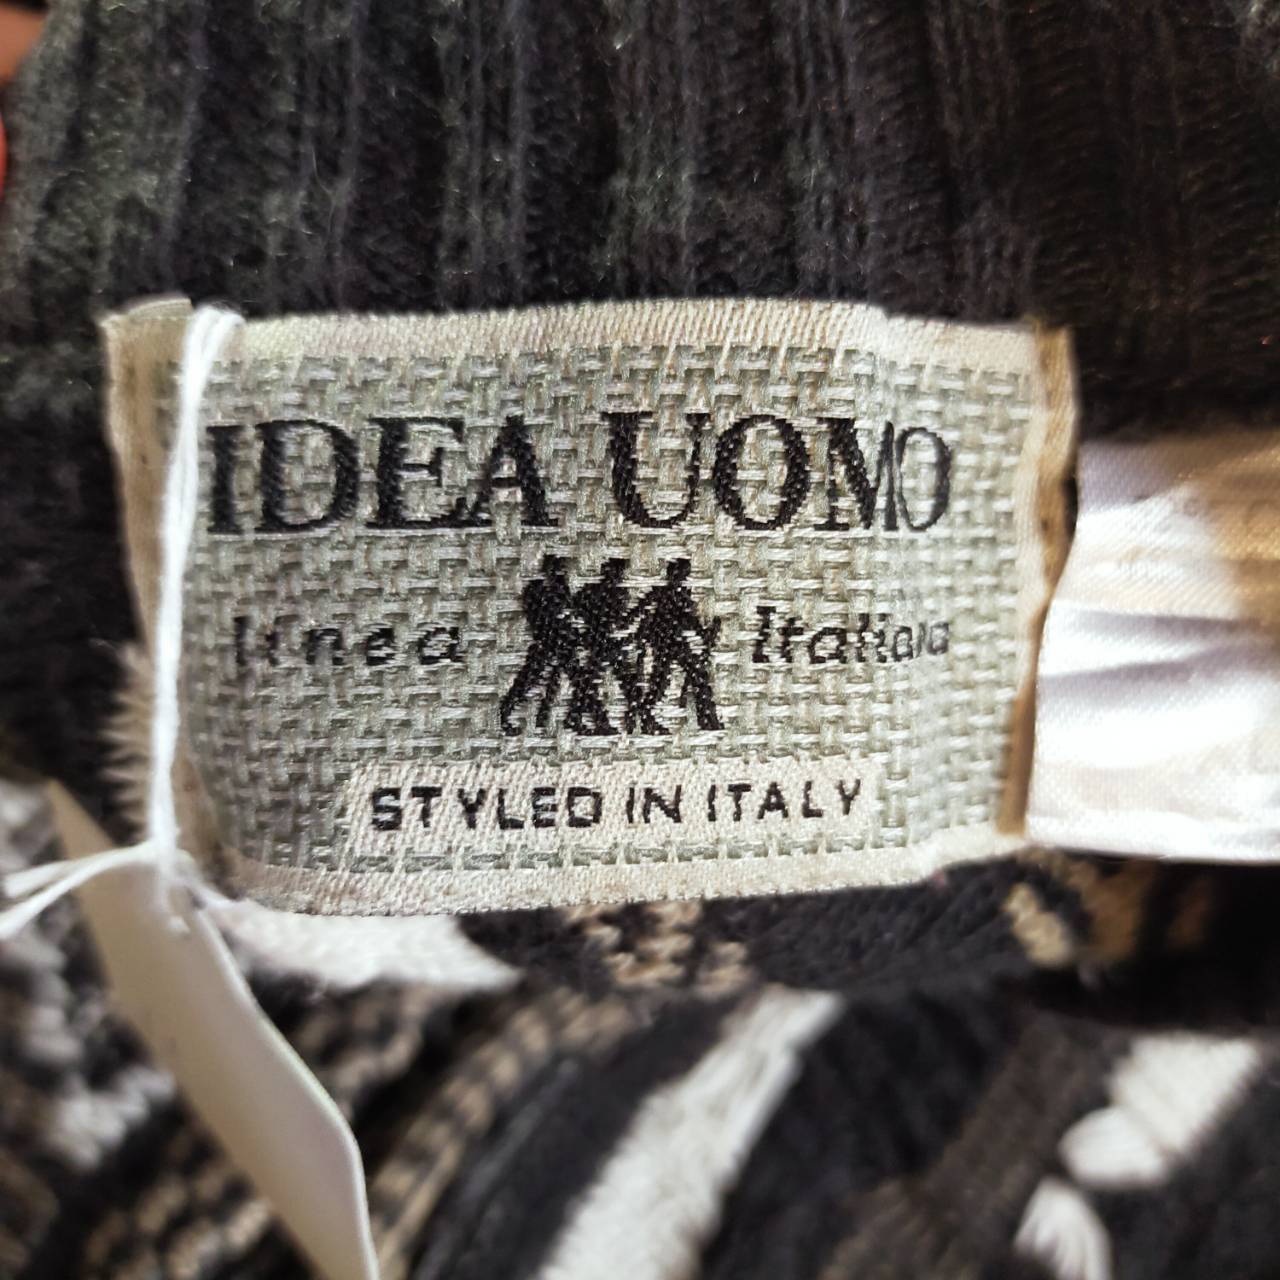 IDEA UOMO
linea Italiana
STYLED IN ITALY